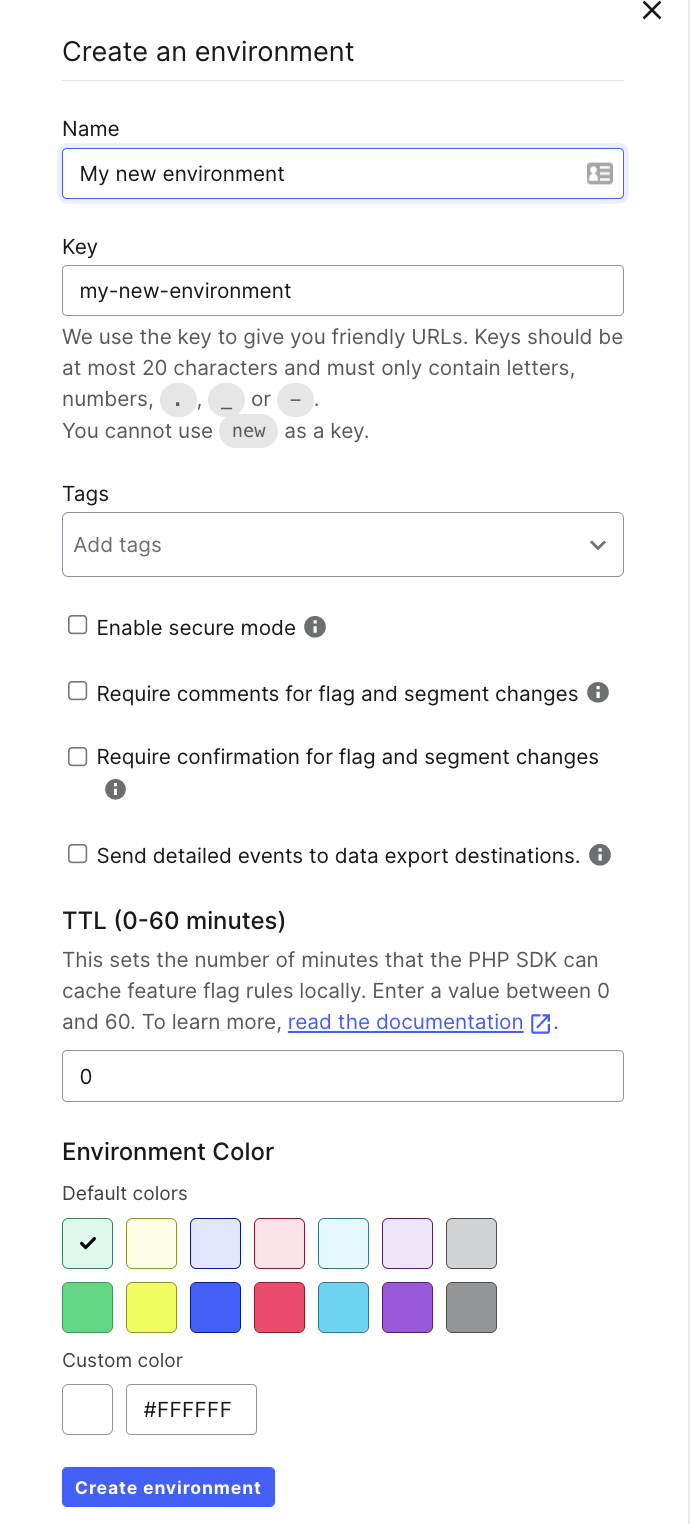 Create an environment
Name
My new environment
Key
my-new-environment
We use the key to give you friendly URLs. Keys should be
at most 20 characters and must only contain letters,
numbers, . , _ or - .
You cannot use new as a key.
Tags
Add tags
Enable secure mode
Require comments for flag and segment changes
Require confirmation for flag and segment changes
Send detailed events to data export destinations.
TTL (0-60 minutes)
This sets the number of minutes that the PHP SDK can
cache feature flag rules locally. Enter a value between 0
and 60. To learn more, read the documentation .
0
Environment Color
Default colors
Custom color
#FFFFFF
Create environment